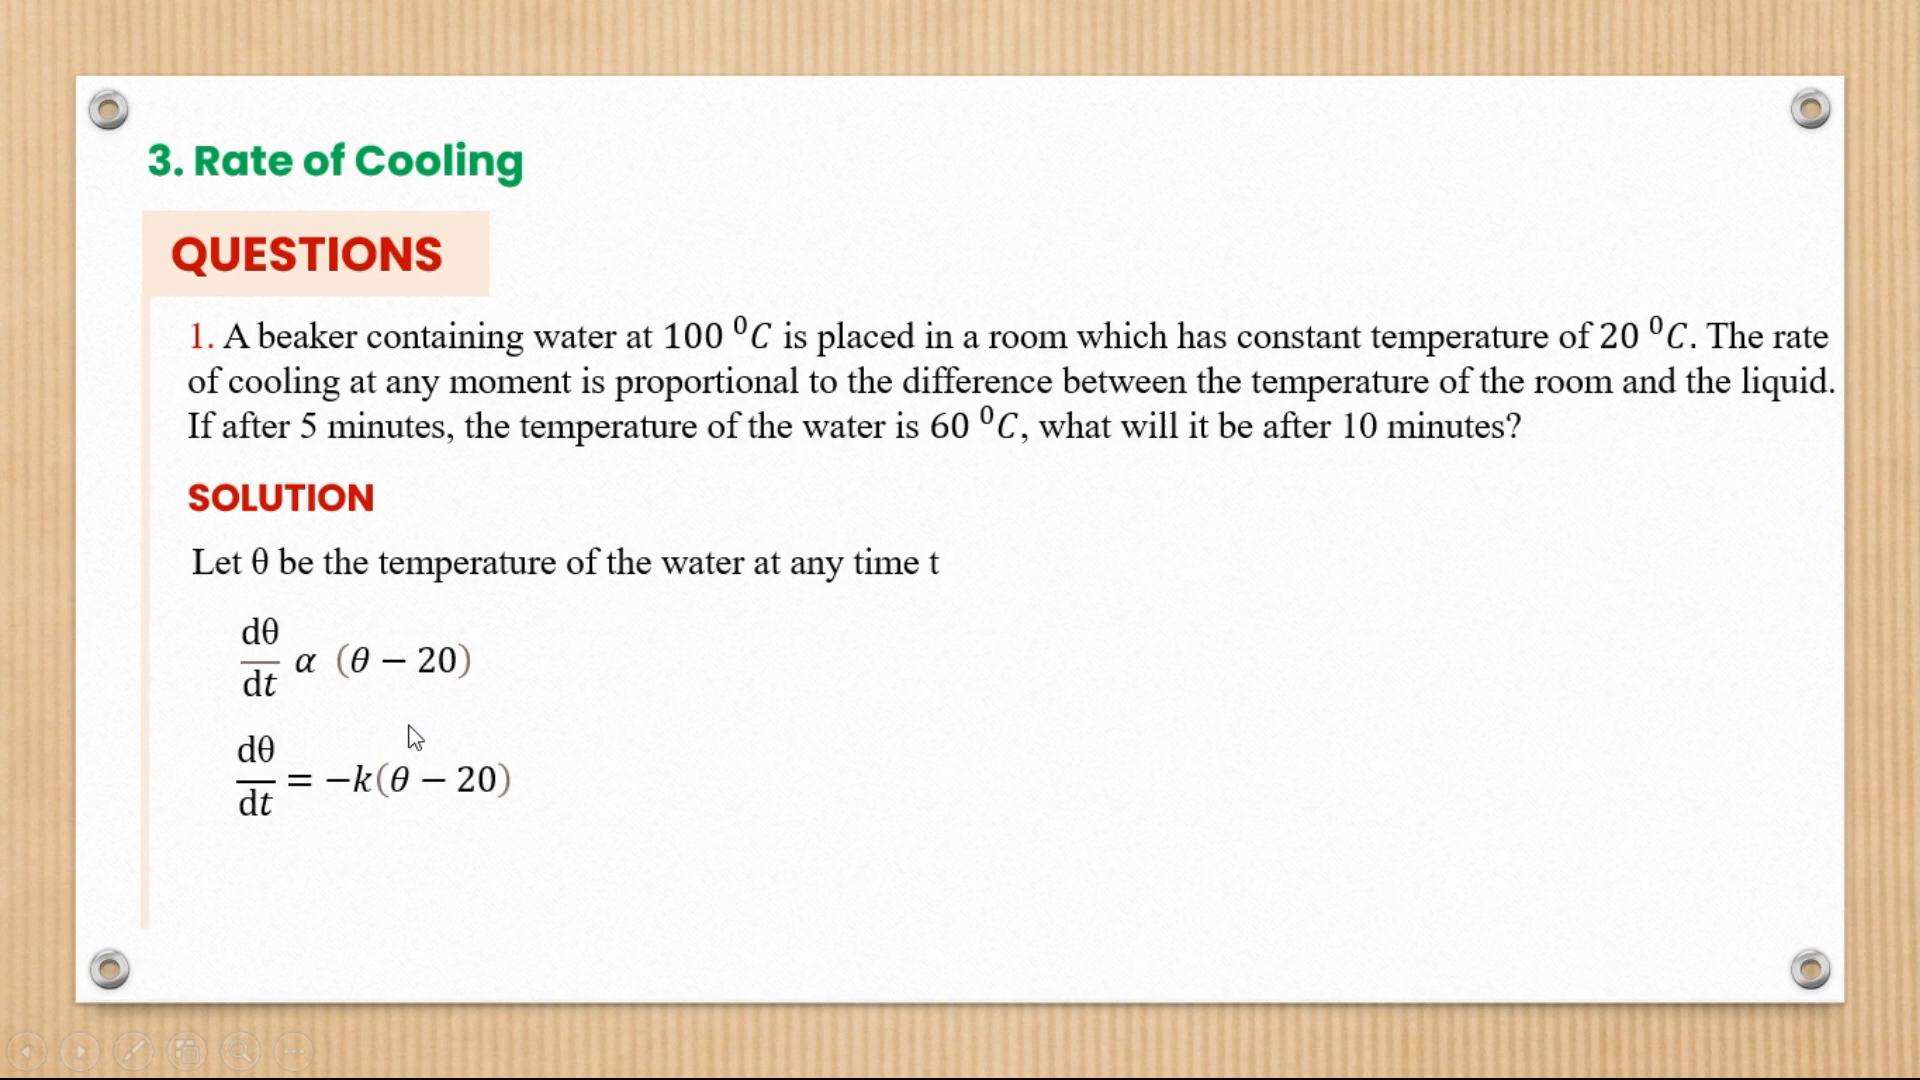 3. Rate of Cooling
QUESTIONS
1. A beaker containing water at 100 ⁰C is placed in a room which has constant temperature of 20 ⁰C. The rate
of cooling at any moment is proportional to the difference between the temperature of the room and the liquid.
If after 5 minutes, the temperature of the water is 60 ⁰C, what will it be after 10 minutes?
SOLUTION
Let θ be the temperature of the water at any time t
dθ/dt α (θ − 20)
dθ/dt = −k(θ − 20)